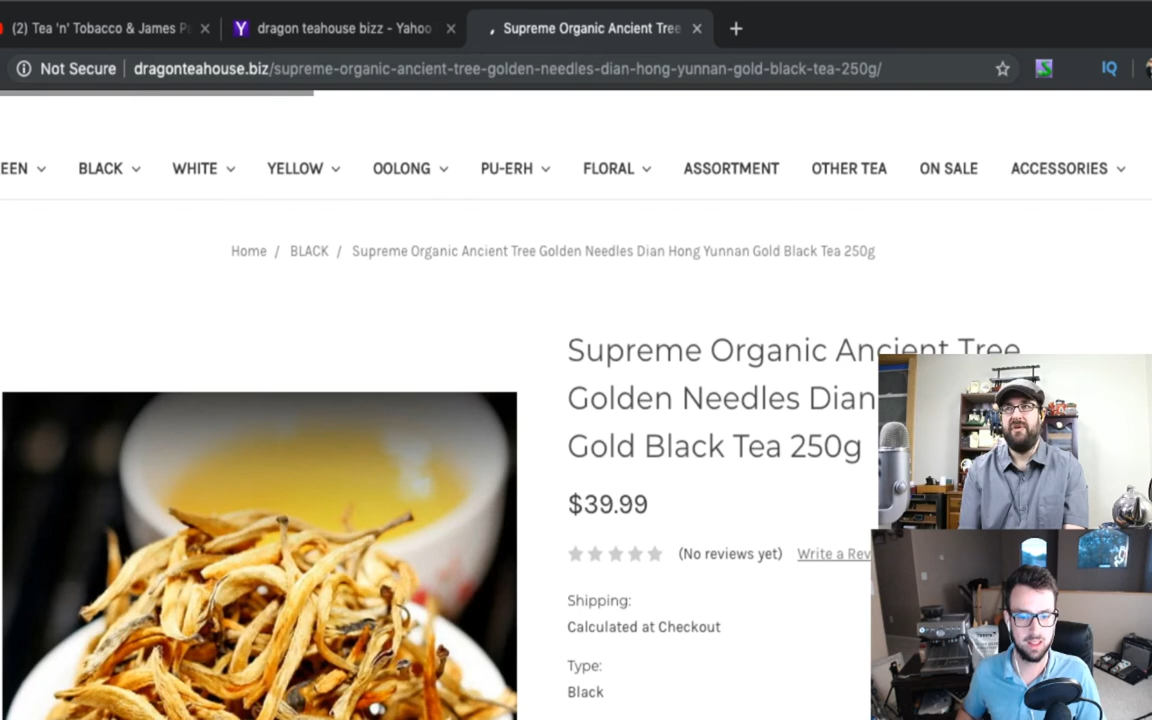 (2) Tea 'n' Tobacco & James P
dragon teahouse bizz - Yahoo
Supreme Organic Ancient Tree
Not Secure
dragonteahouse.biz/supreme-organic-ancient-tree-golden-needles-dian-hong-yunnan-gold-black-tea-250g/
IQ
EEN
BLACK
WHITE
YELLOW
OOLONG
PU-ERH
FLORAL
ASSORTMENT
OTHER TEA
ON SALE
ACCESSORIES
Home / BLACK / Supreme Organic Ancient Tree Golden Needles Dian Hong Yunnan Gold Black Tea 250g
Supreme Organic Ancient Tree
Golden Needles Dian
Gold Black Tea 250g
$39.99
(No reviews yet) Write a Rev
Shipping:
Calculated at Checkout
Type:
Black